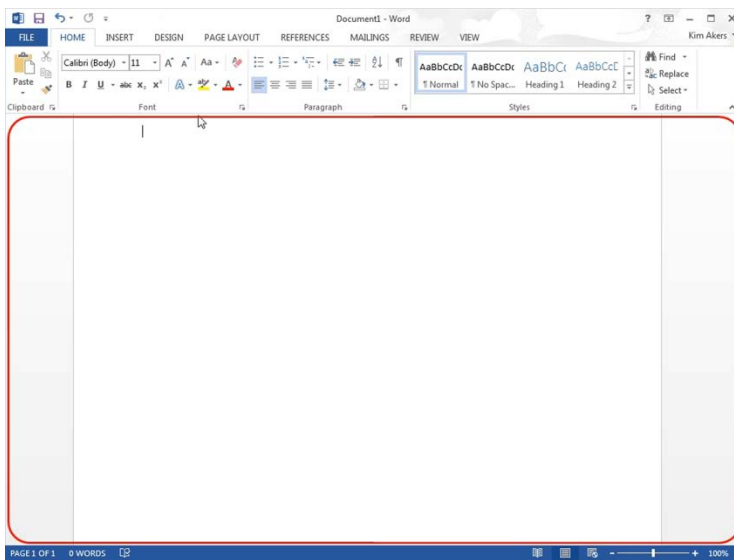 Document1 - Word
?
FILE HOME INSERT DESIGN PAGE LAYOUT REFERENCES MAILINGS REVIEW VIEW Kim Akers
Paste
Calibri (Body) 11 A A Aa
B I U abc X₂ X² A aby A
AaBbCcDc AaBbCcDc AaBbC AaBbCcE
¶ Normal ¶ No Spac... Heading 1 Heading 2
Find
Replace
Select
Clipboard Font Paragraph Styles Editing
PAGE 1 OF 1 0 WORDS 100%